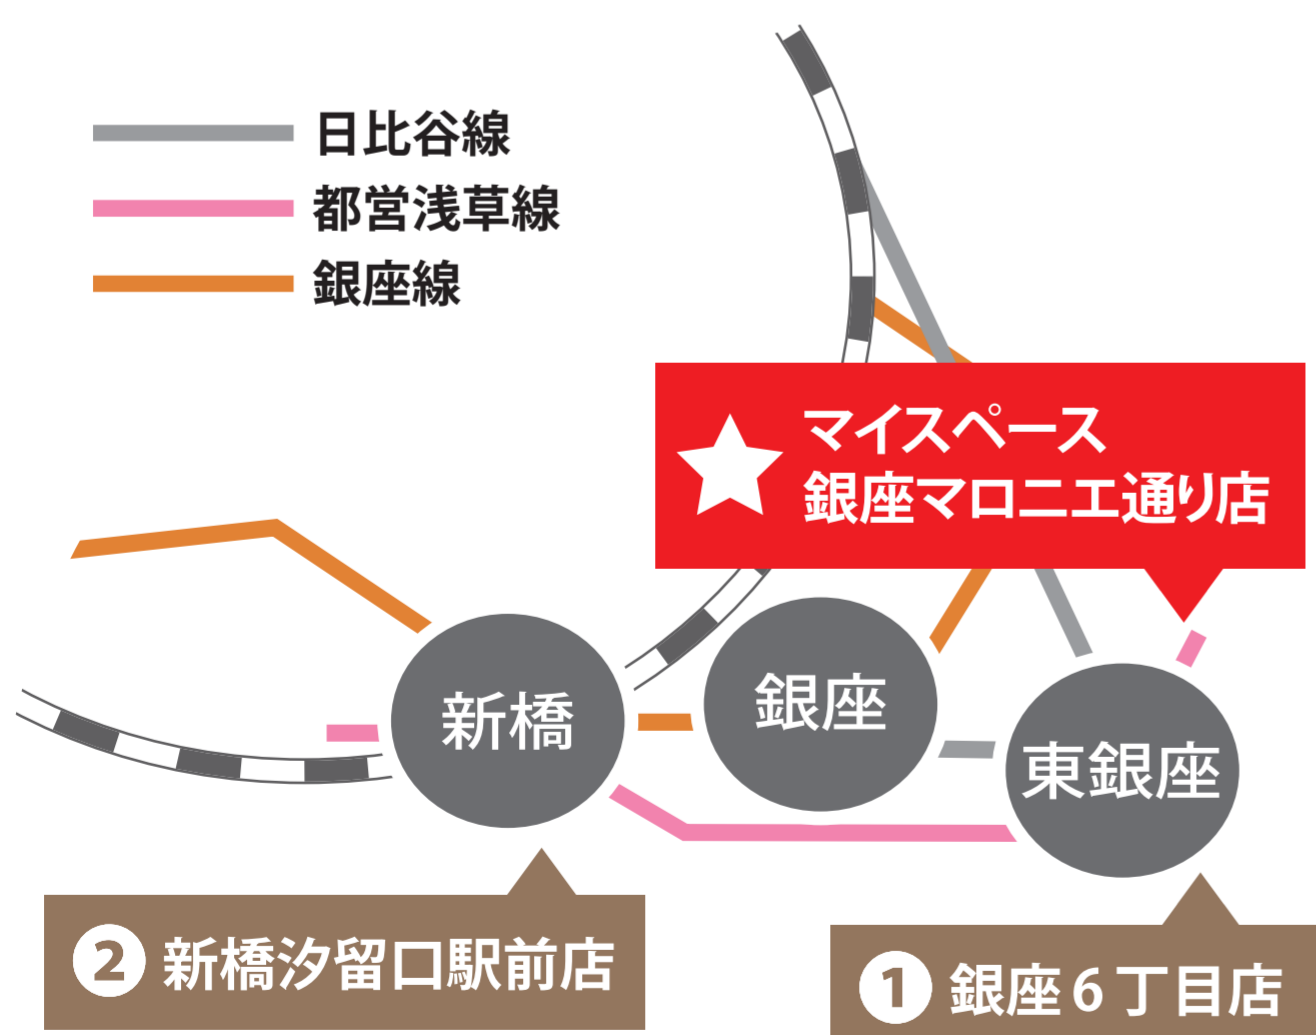 日比谷線
都営浅草線
銀座線
マイスペース
銀座マロニエ通り店
新橋
銀座
東銀座
2 新橋汐留口駅前店
1 銀座6丁目店